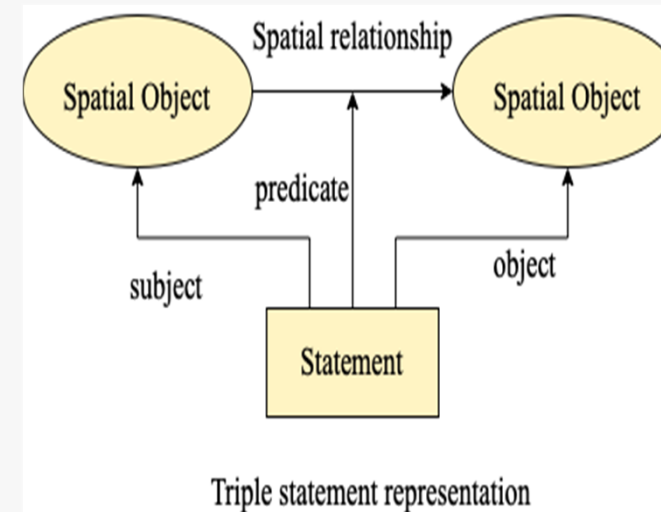 Spatial relationship
Spatial Object
Spatial Object
predicate
subject
object
Statement
Triple statement representation